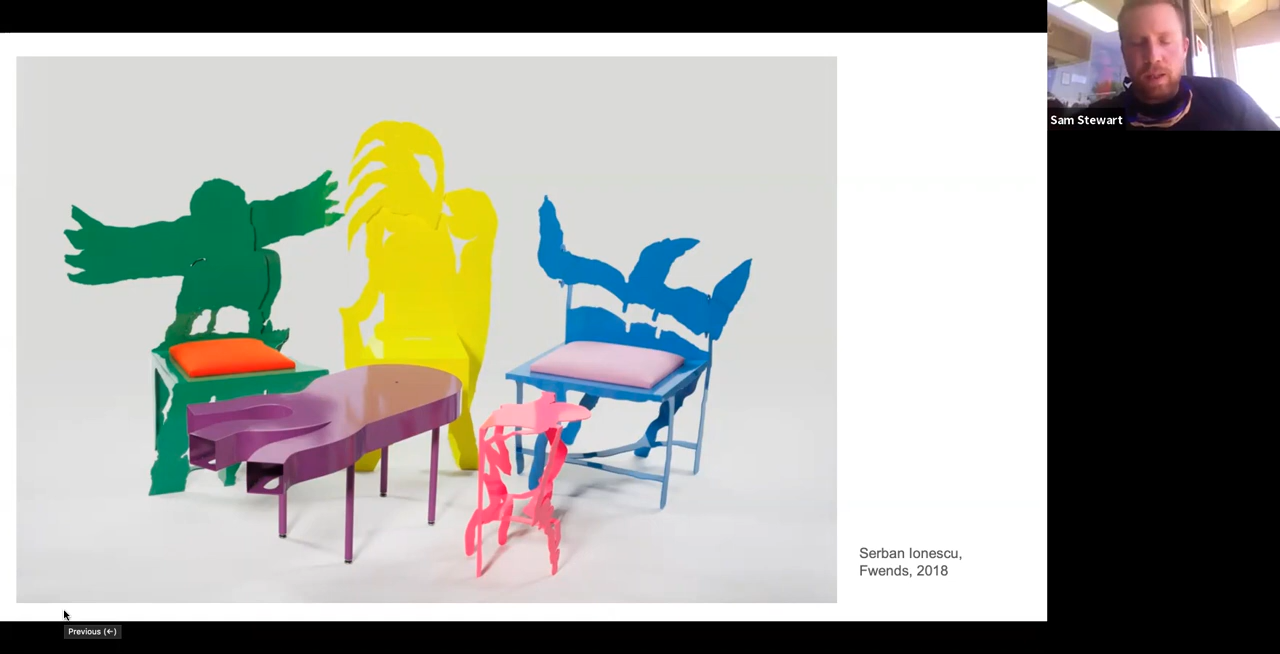 Sam Stewart
Serban Ionescu,
Fwends, 2018
Previous (←)